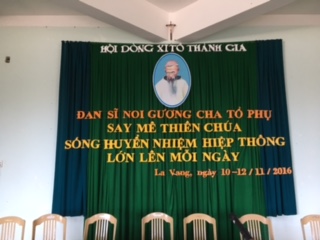 HỘI DÒNG XITÔ THÁNH GIA
ĐAN SĨ NOI GƯƠNG CHA TỔ PHỤ
SAY MÊ THIÊN CHÚA
SỐNG HUYỀN NHIỆM HIỆP THÔNG
LỚN LÊN MỖI NGÀY
La Vang, ngày 10-12/11/2016